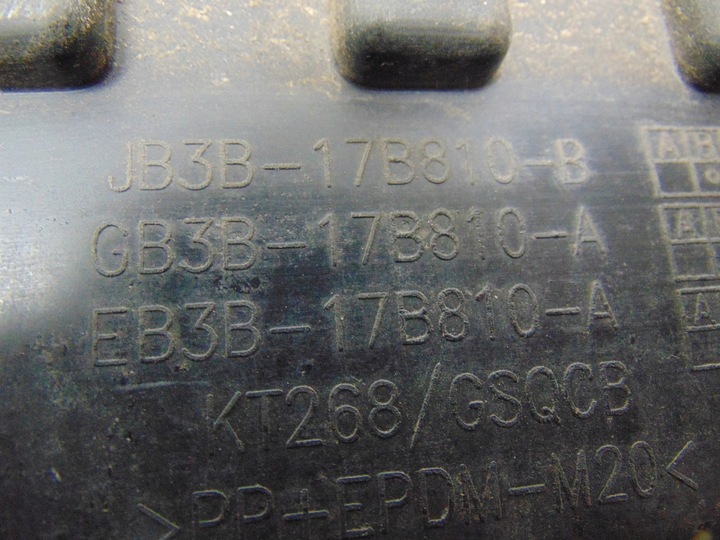 JB3B-17B810-B
GB3B-17B810-A
EB3B-17B810-A
KT268/GSQCB
>PP+EPDM-M20<
A B
A B
A